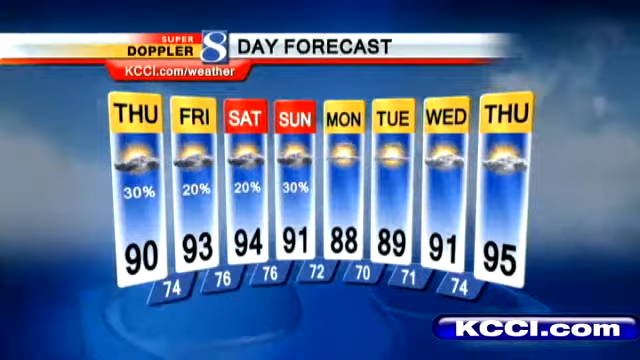 SUPER
DOPPLER 8 DAY FORECAST
KCCI.com/weather
THU FRI SAT SUN MON TUE WED THU
30% 20% 20% 30%
90 93 94 91 88 89 91 95
74 76 76 72 70 71 74
KCCI.com